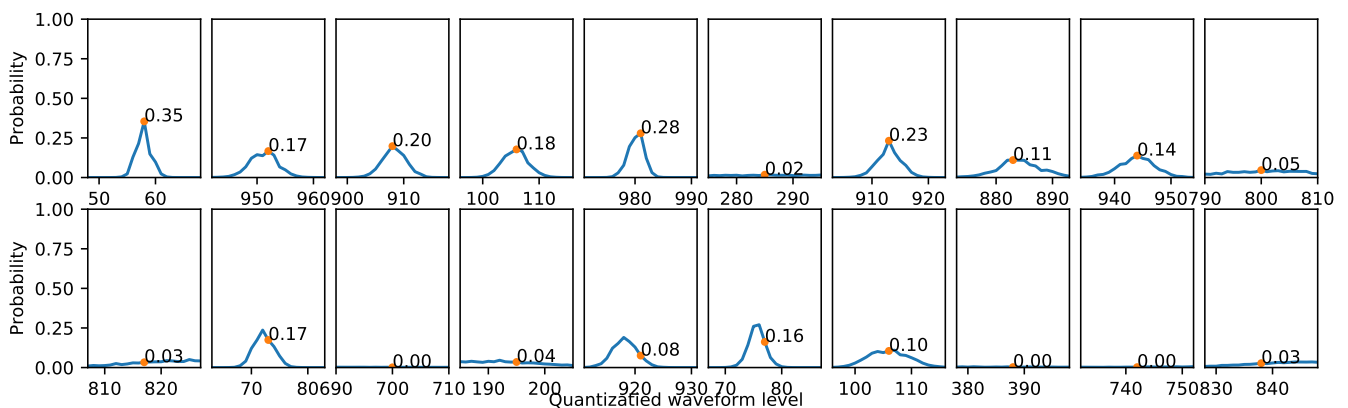 Probability
1.00
0.75
0.50
0.25
0.00
0.35 0.17 0.20 0.18 0.28 0.02 0.23 0.11 0.14 0.05
50 60 950 960 900 910 100 110 980 990 280 290 910 920 880 890 940 950 790 800 810
Probability
1.00
0.75
0.50
0.25
0.00
0.03 0.17 0.00 0.04 0.08 0.16 0.10 0.00 0.00 0.03
810 820 70 80 690 700 710 190 200 920 930 70 80 100 110 380 390 740 750 830 840
Quantizatied waveform level